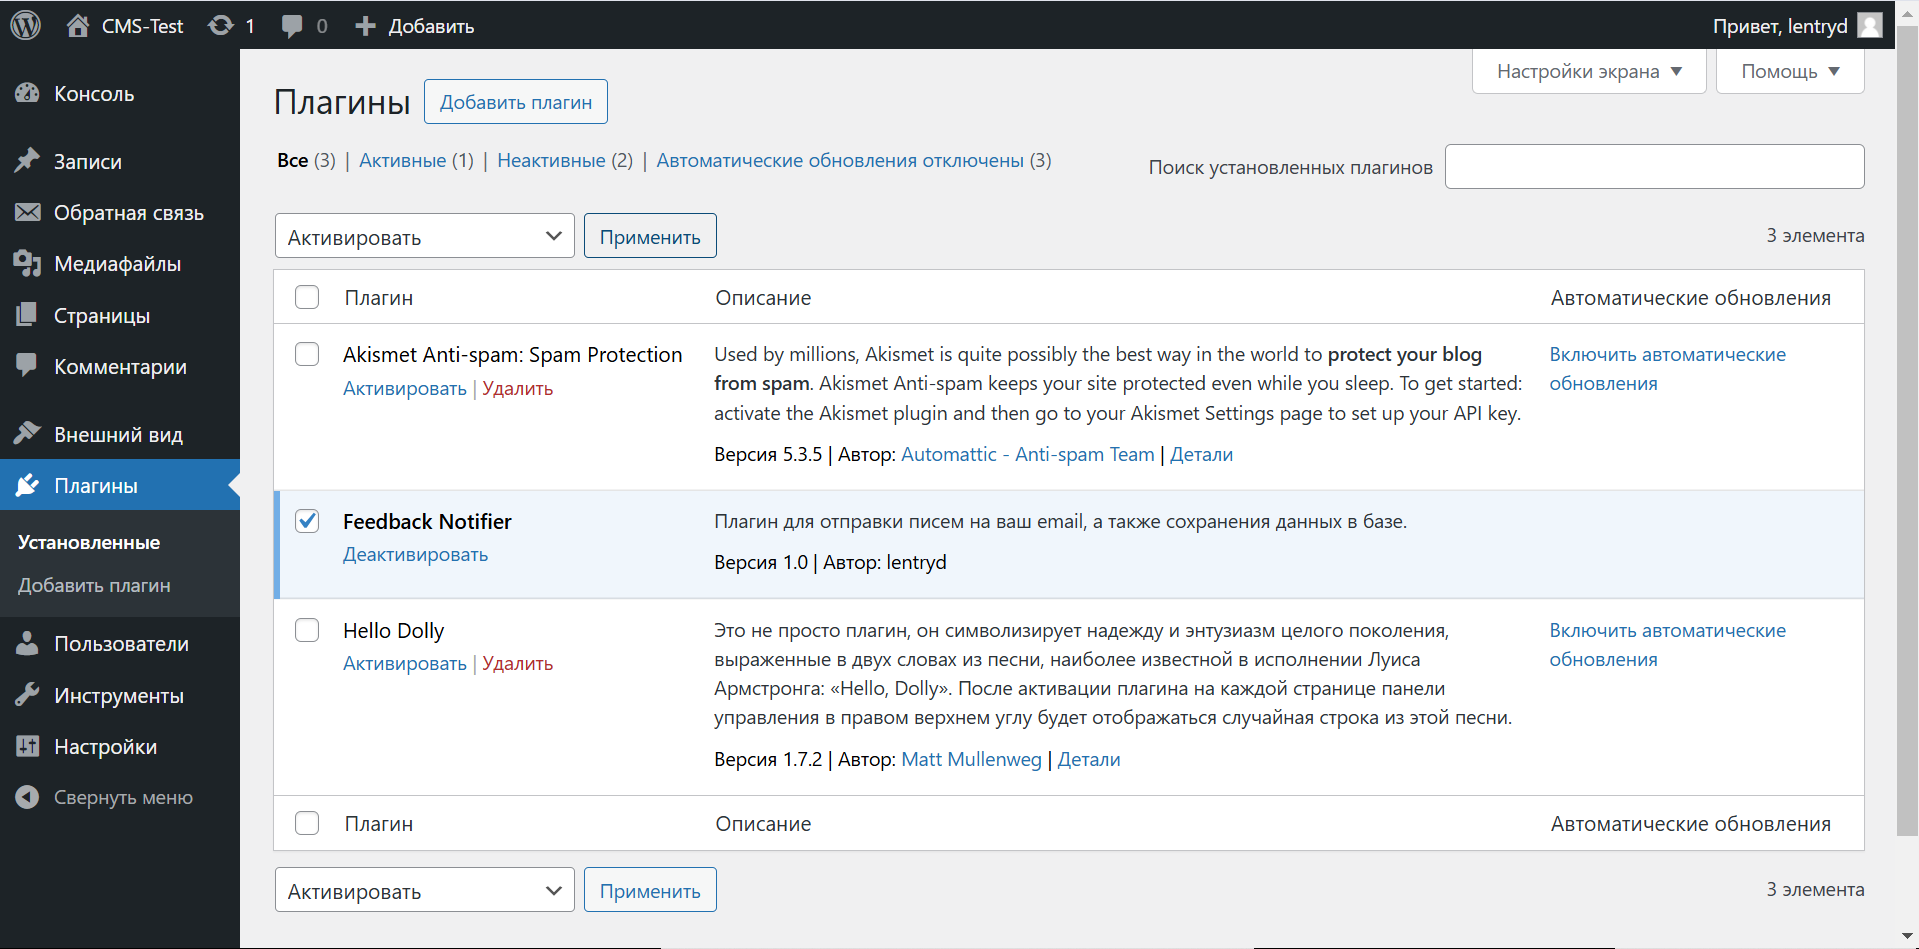 CMS-Test 1 0 Добавить Привет, lentryd
Консоль
Записи
Обратная связь
Медиафайлы
Страницы
Комментарии
Внешний вид
Плагины
Установленные
Добавить плагин
Пользователи
Инструменты
Настройки
Свернуть меню
Настройки экрана Помощь
Плагины Добавить плагин
Все (3) | Активные (1) | Неактивные (2) | Автоматические обновления отключены (3)
Поиск установленных плагинов
Активировать Применить 3 элемента
Плагин Описание Автоматические обновления
Akismet Anti-spam: Spam Protection
Активировать | Удалить
Used by millions, Akismet is quite possibly the best way in the world to protect your blog
from spam. Akismet Anti-spam keeps your site protected even while you sleep. To get started:
activate the Akismet plugin and then go to your Akismet Settings page to set up your API key.
Версия 5.3.5 | Автор: Automattic - Anti-spam Team | Детали
Включить автоматические
обновления
Feedback Notifier
Деактивировать
Плагин для отправки писем на ваш email, а также сохранения данных в базе.
Версия 1.0 | Автор: lentryd
Hello Dolly
Активировать | Удалить
Это не просто плагин, он символизирует надежду и энтузиазм целого поколения,
выраженные в двух словах из песни, наиболее известной в исполнении Луиса
Армстронга: «Hello, Dolly». После активации плагина на каждой странице панели
управления в правом верхнем углу будет отображаться случайная строка из этой песни.
Версия 1.7.2 | Автор: Matt Mullenweg | Детали
Включить автоматические
обновления
Плагин Описание Автоматические обновления
Активировать Применить 3 элемента